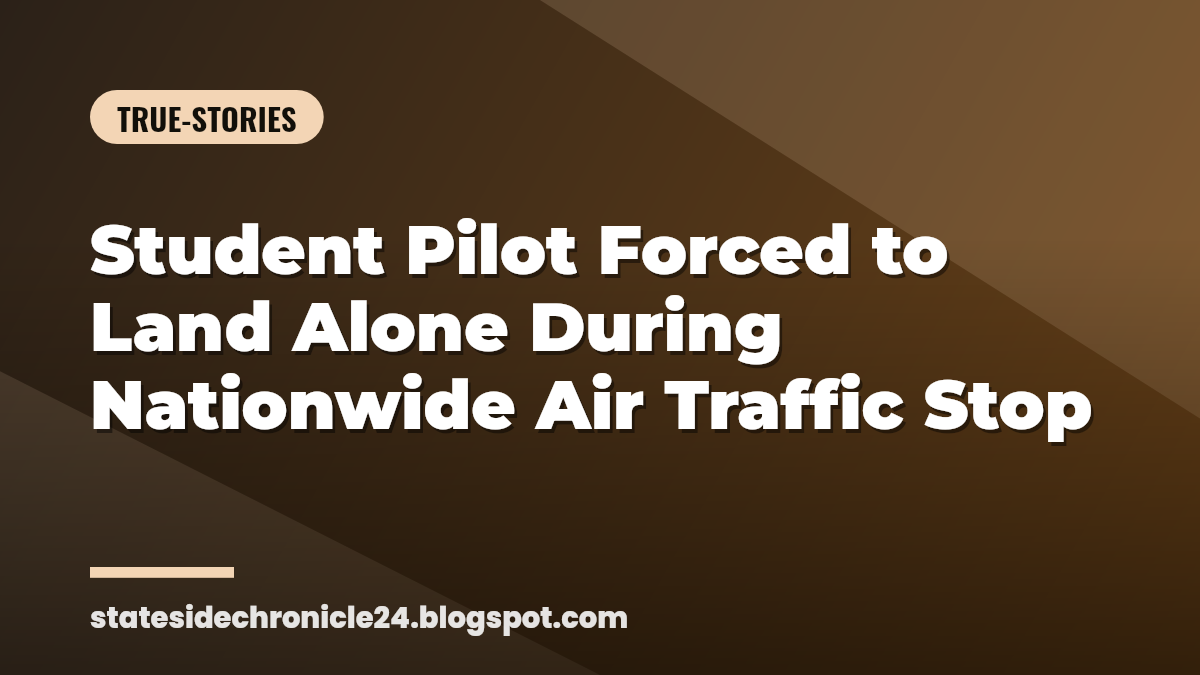 TRUE-STORIES
Student Pilot Forced to
Land Alone During
Nationwide Air Traffic Stop
statesidechronicle24.blogspot.com